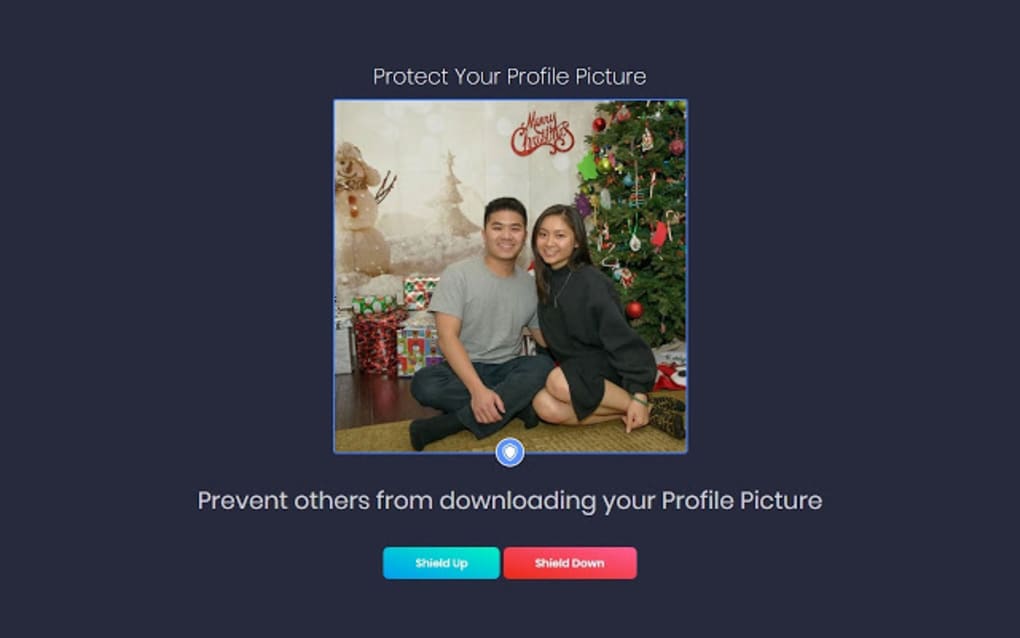 Protect Your Profile Picture
Merry
Christmas
Prevent others from downloading your Profile Picture
Shield Up
Shield Down